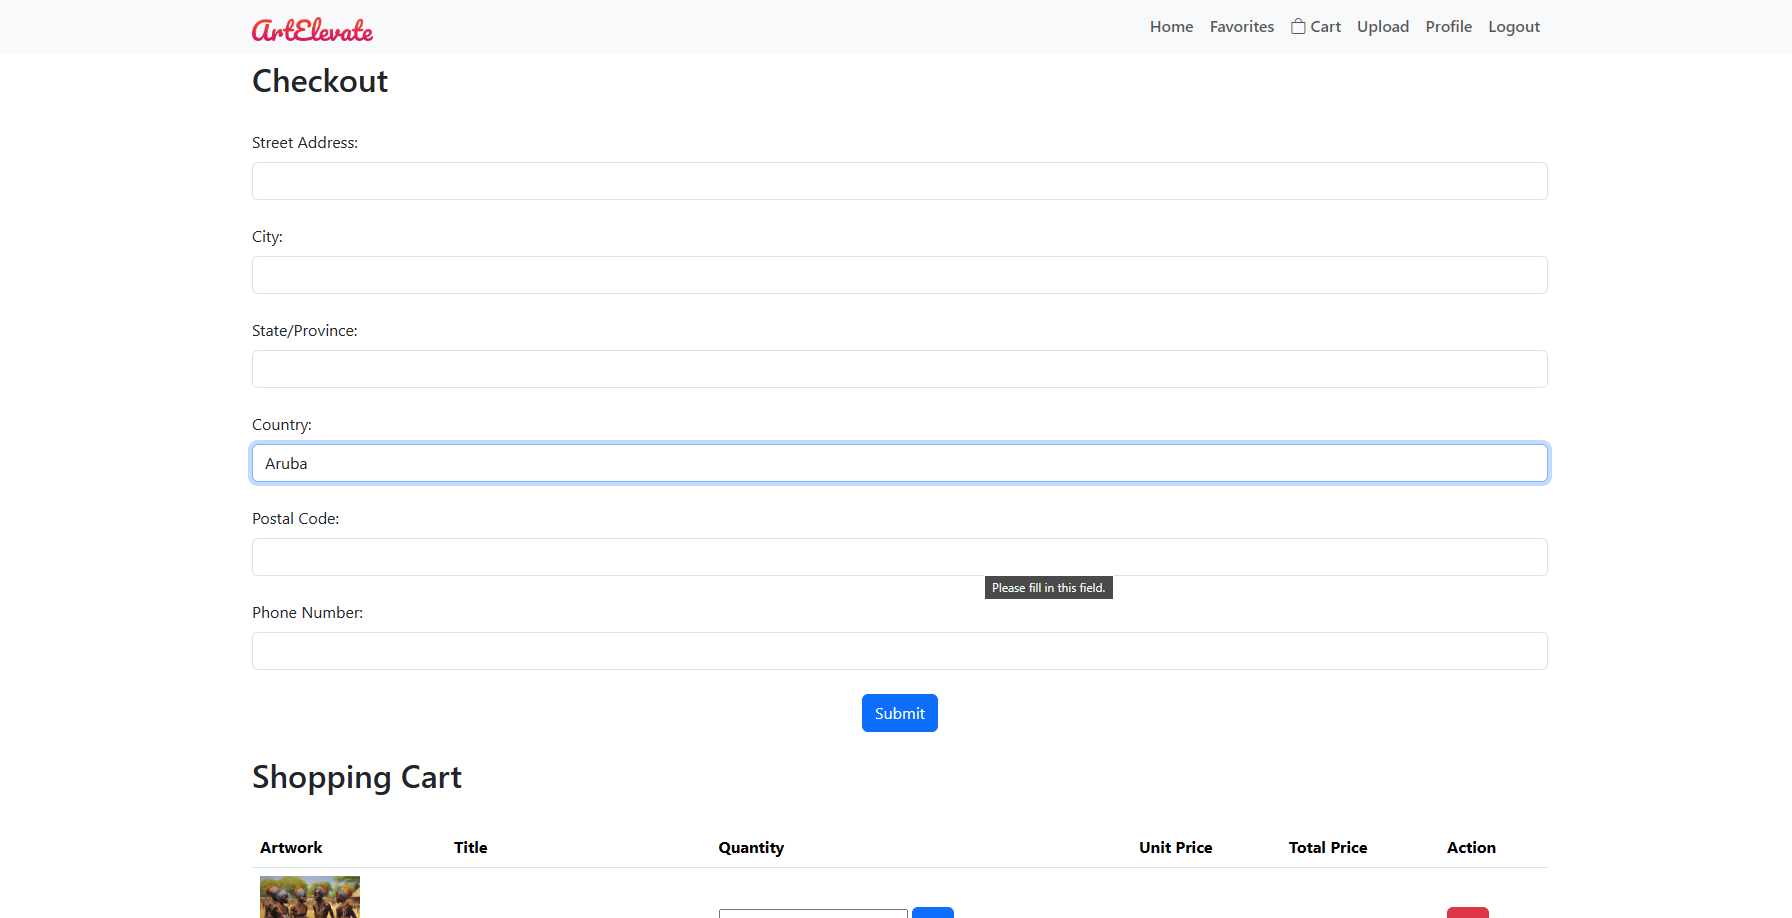 ArtElevate
Home Favorites Cart Upload Profile Logout
Checkout
Street Address:
City:
State/Province:
Country:
Aruba
Postal Code:
Please fill in this field.
Phone Number:
Submit
Shopping Cart
Artwork Title Quantity Unit Price Total Price Action